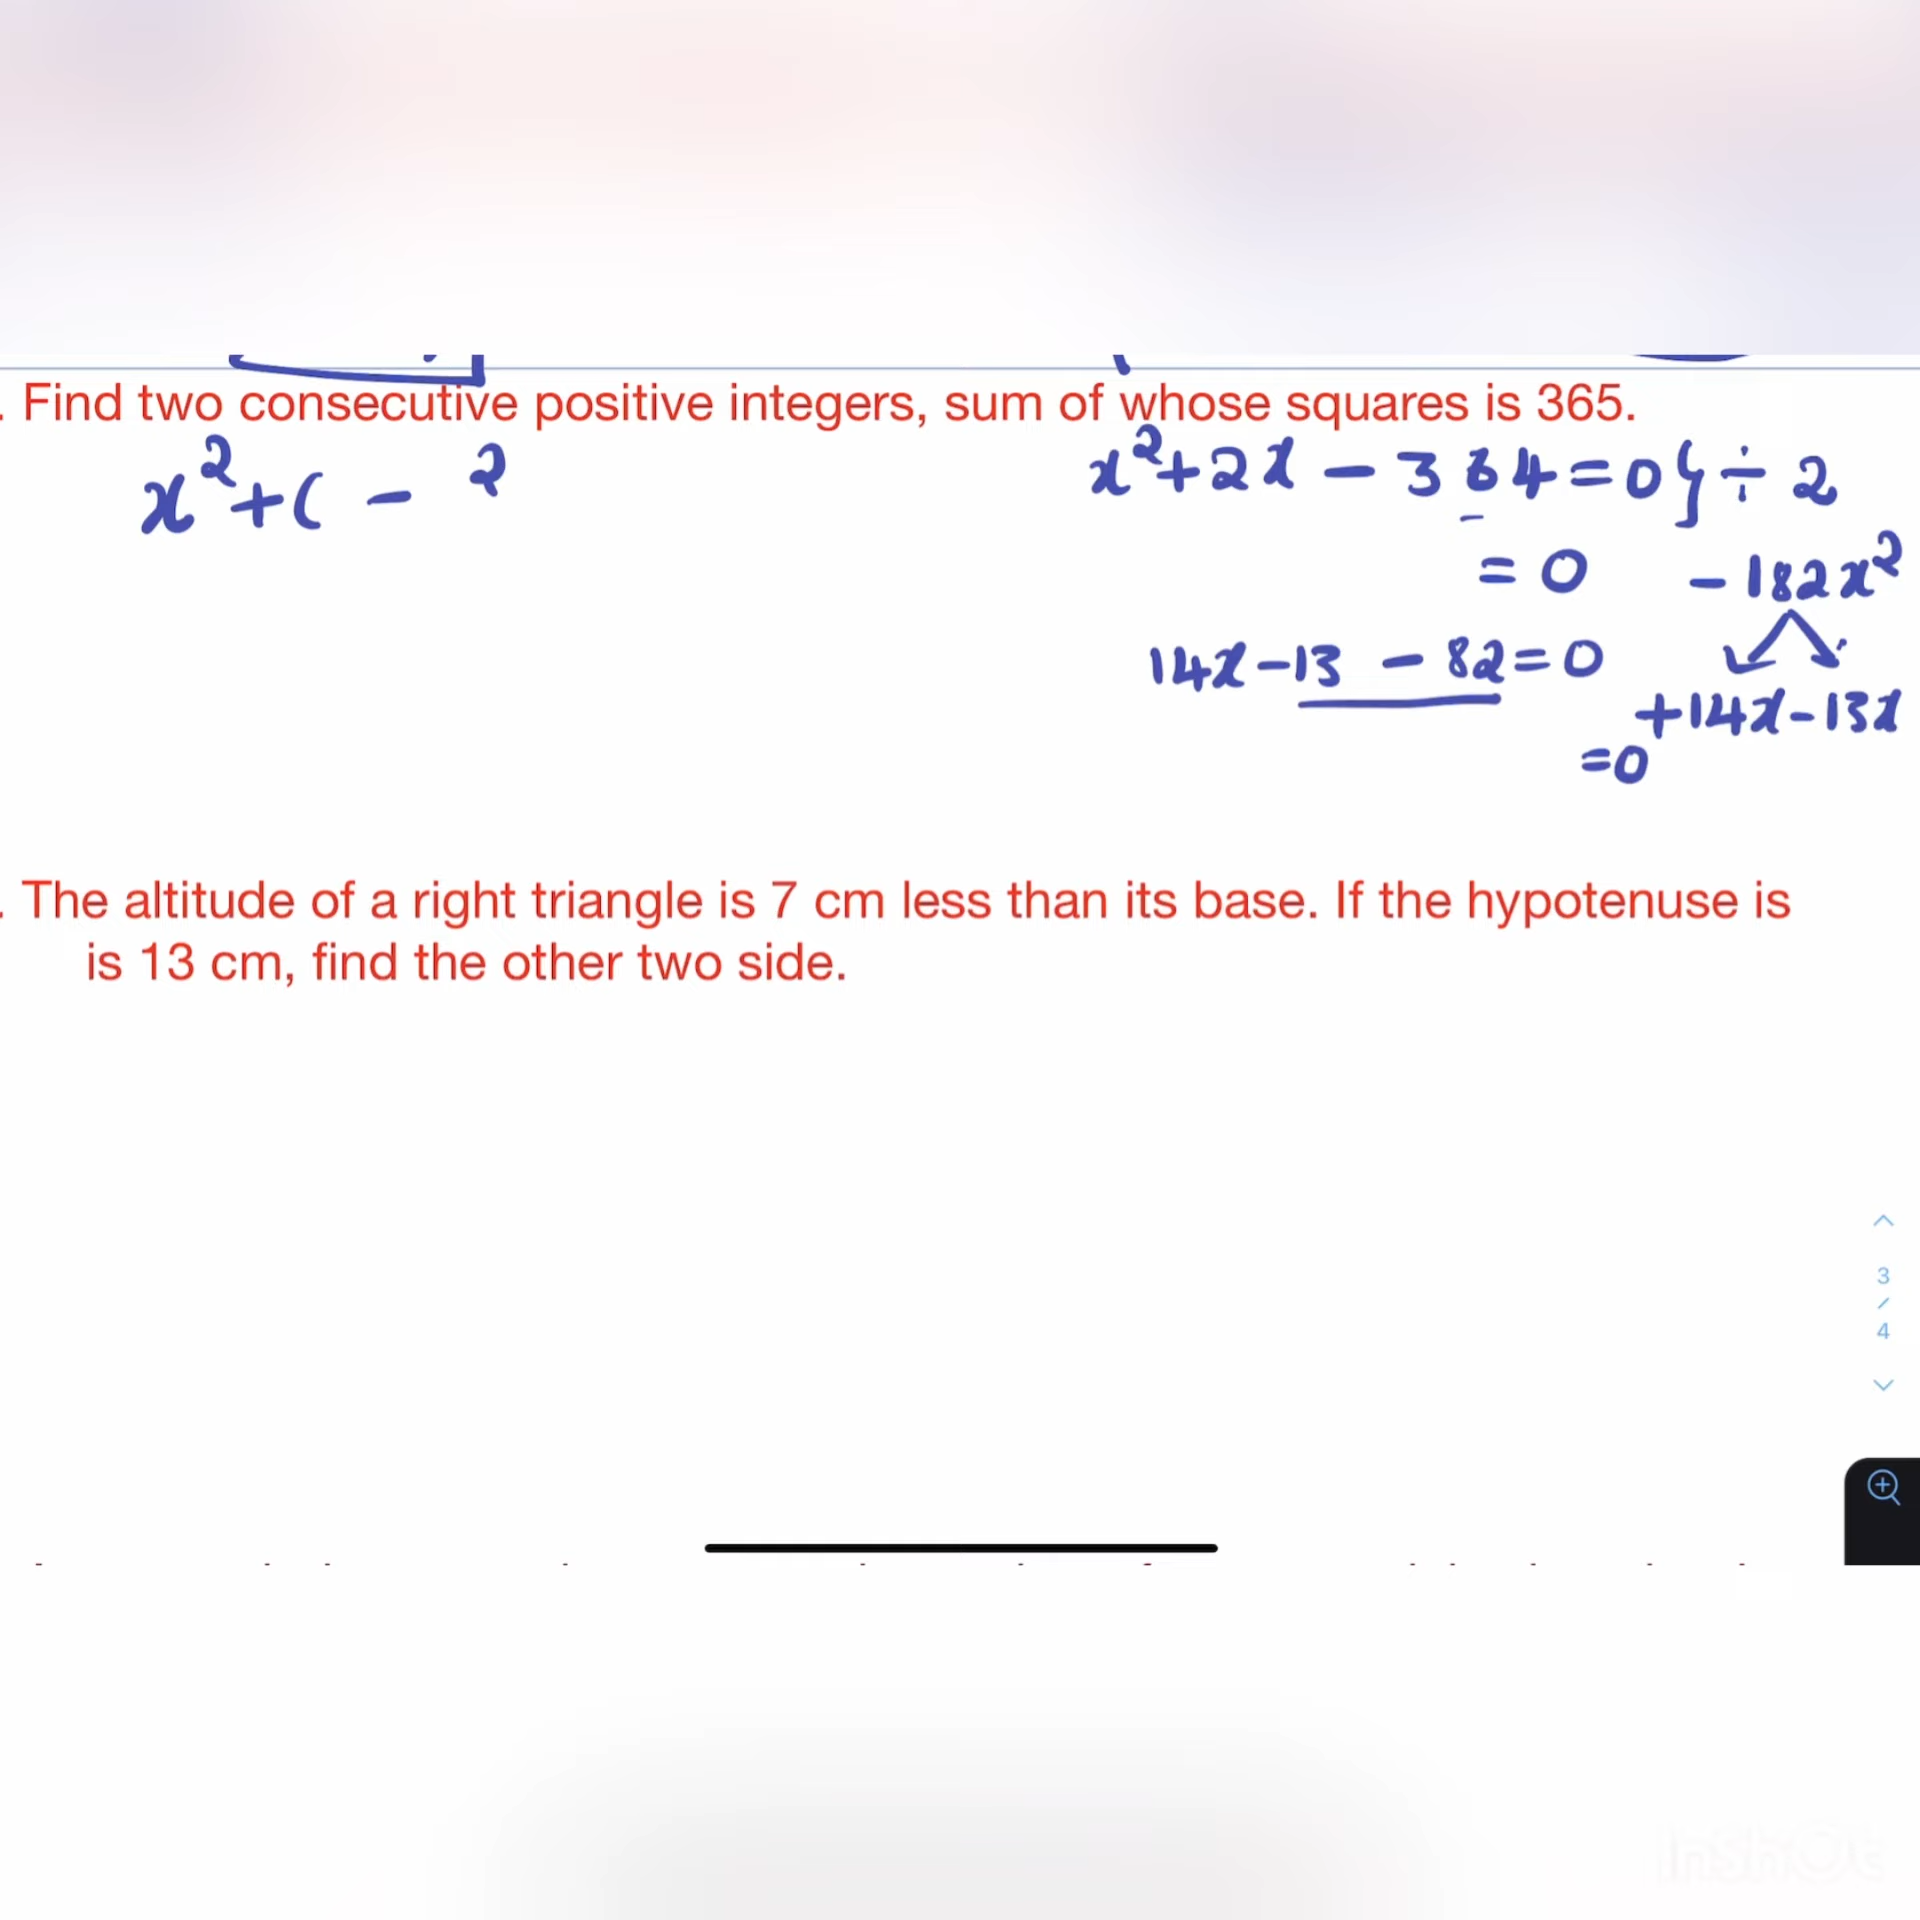 . Find two consecutive positive integers, sum of whose squares is 365.
x²+( - ²
x²+2x - 364=0} ÷ 2
= 0
- 182x²
14x-13 - 82=0
+14x-13x
=0
. The altitude of a right triangle is 7 cm less than its base. If the hypotenuse is
is 13 cm, find the other two side.
3
/
4
InShOt